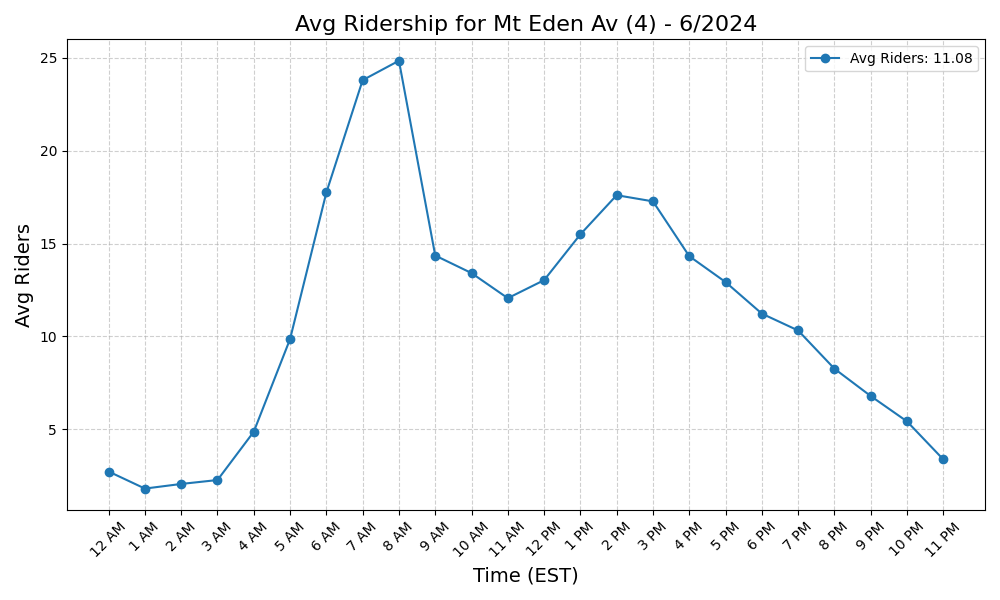 Avg Ridership for Mt Eden Av (4) - 6/2024
Avg Riders: 11.08
Avg Riders
25
20
15
10
5
12 AM
1 AM
2 AM
3 AM
4 AM
5 AM
6 AM
7 AM
8 AM
9 AM
10 AM
11 AM
12 PM
1 PM
2 PM
3 PM
4 PM
5 PM
6 PM
7 PM
8 PM
9 PM
10 PM
11 PM
Time (EST)